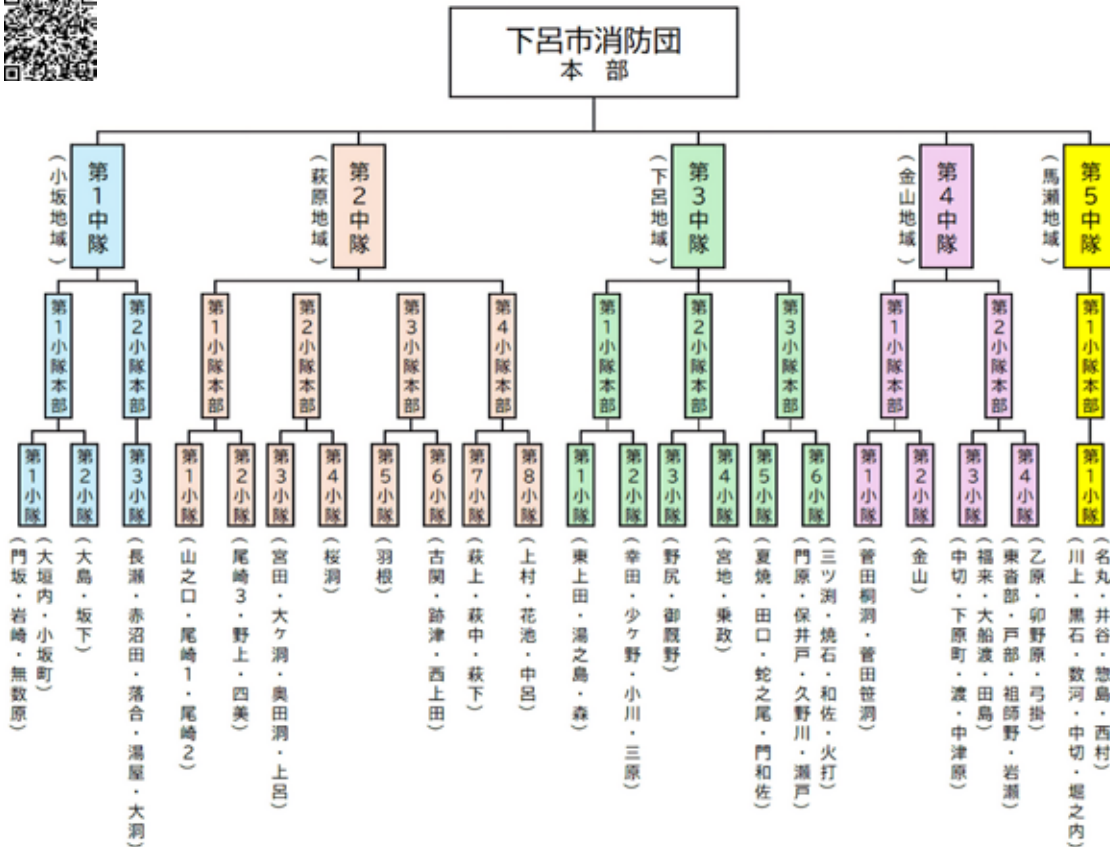 下呂市消防団
本 部
第1中隊
(小坂地域)
第2中隊
(萩原地域)
第3中隊
(下呂地域)
第4中隊
(金山地域)
第5中隊
(馬瀬地域)
第1小隊本部
第2小隊本部
第1小隊本部
第2小隊本部
第3小隊本部
第4小隊本部
第1小隊本部
第2小隊本部
第3小隊本部
第1小隊本部
第2小隊本部
第1小隊本部
第1小隊
第2小隊
第3小隊
第1小隊
第2小隊
第3小隊
第4小隊
第5小隊
第6小隊
第7小隊
第8小隊
第1小隊
第2小隊
第3小隊
第4小隊
第5小隊
第6小隊
第1小隊
第2小隊
第3小隊
第4小隊
第1小隊
(大垣内・小坂町)
(門坂・岩崎・無数原)
(大島・坂下)
(長瀬・赤沼田・落合・湯屋・大洞)
(山之口・尾崎1・尾崎2)
(尾崎3・野上・四美)
(宮田・大ケ洞・奥田洞・上呂)
(桜洞)
(羽根)
(古関・跡津・西上田)
(萩上・萩中・萩下)
(上村・花池・中呂)
(東上田・湯之島・森)
(幸田・少ケ野・小川・三原)
(野尻・御厩野)
(宮地・乗政)
(夏焼・田口・蛇之尾・門和佐)
(三ツ渕・焼石・和佐・火打)
(門原・保井戸・久野川・瀬戸)
(菅田桐洞・菅田笹洞)
(金山)
(福来・大船渡・田島)
(中切・下原町・渡・中津原)
(乙原・卯野原・弓掛)
(東沓部・戸部・祖師野・岩瀬)
(名丸・井谷・惣島・西村)
(川上・黒石・数河・中切・堀之内)